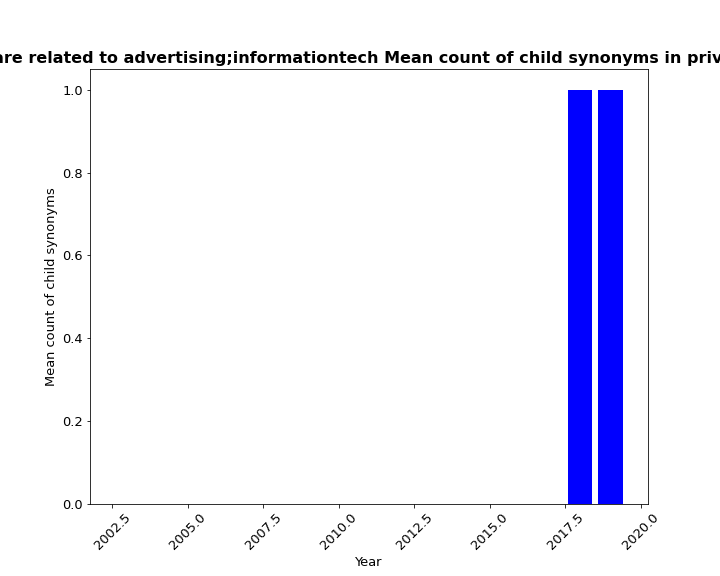 are related to advertising;informationtech Mean count of child synonyms in priv
1.0
0.8
0.6
0.4
0.2
0.0
Mean count of child synonyms
2002.5 2005.0 2007.5 2010.0 2012.5 2015.0 2017.5 2020.0
Year